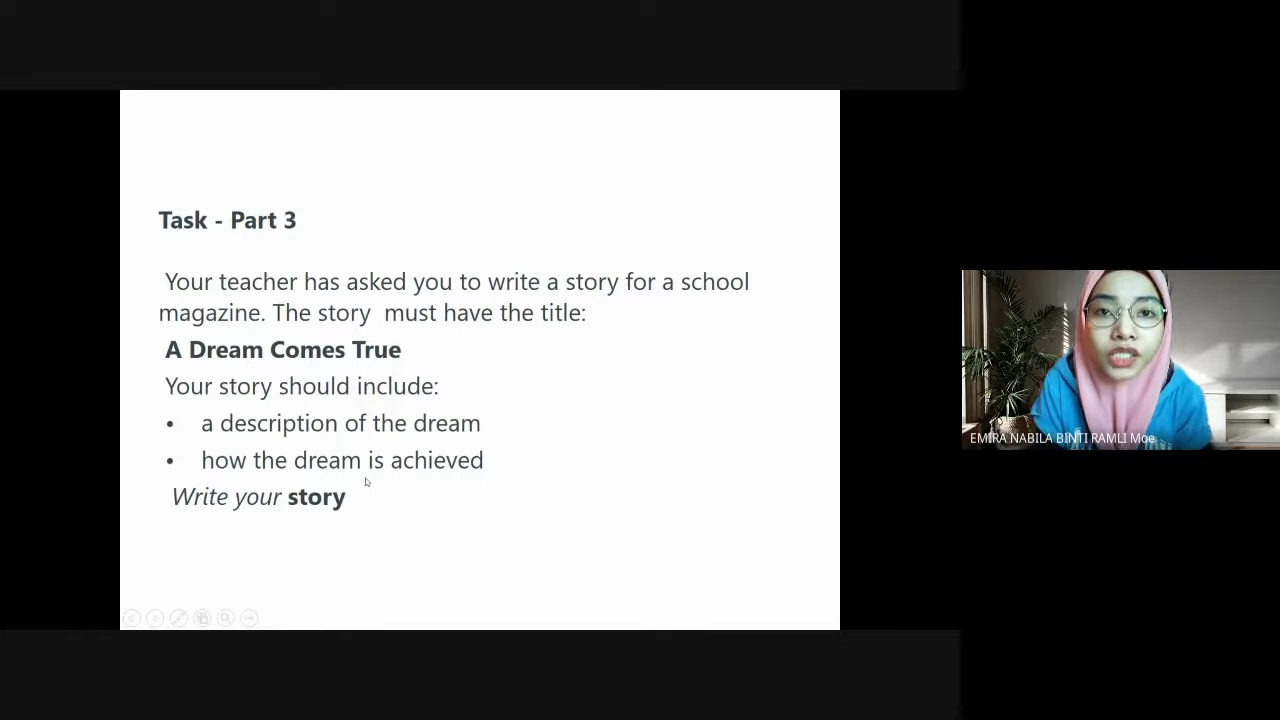 Task - Part 3
Your teacher has asked you to write a story for a school
magazine. The story must have the title:
A Dream Comes True
Your story should include:
• a description of the dream
• how the dream is achieved
Write your story
EMIRA NABILA BINTI RAMLI Moe